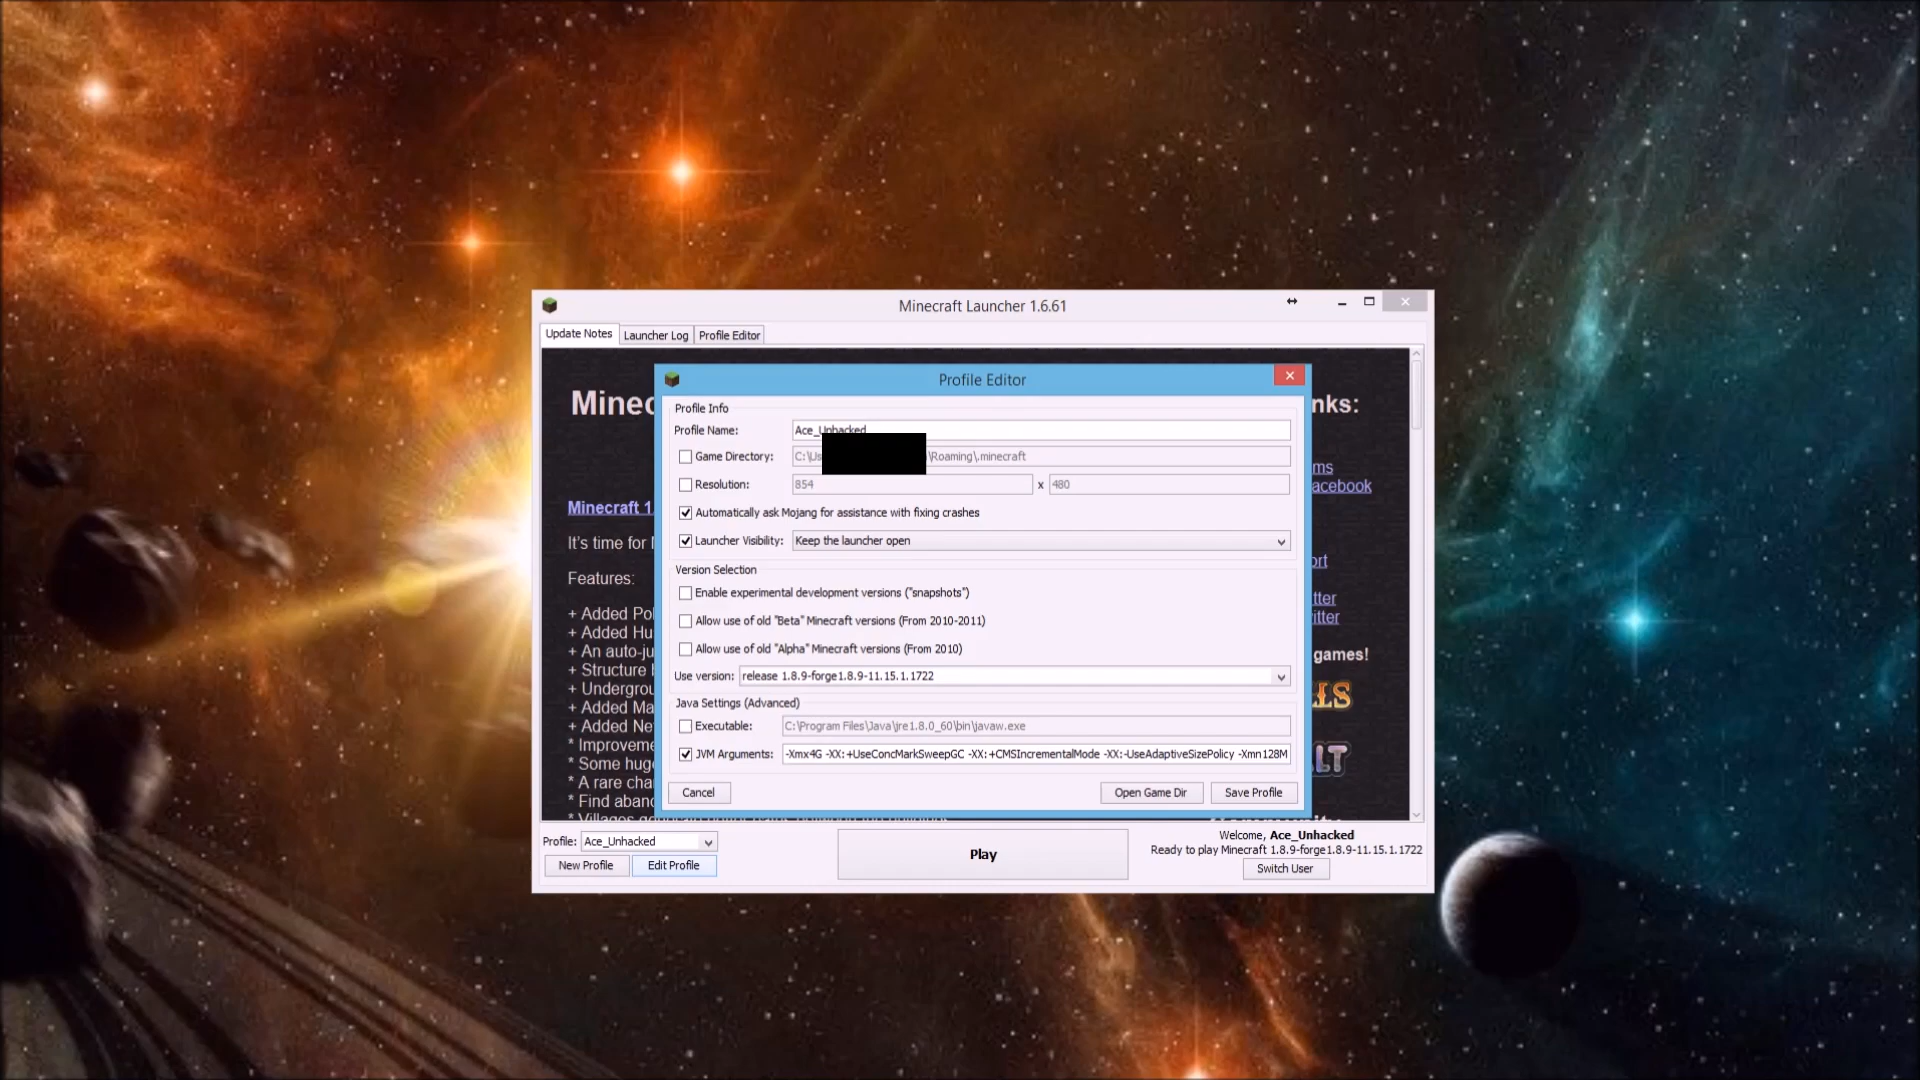 Minecraft Launcher 1.6.61
Update Notes
Launcher Log
Profile Editor
Minec
nks:
Minecraft 1.
It's time for
Features:
+ Added Pol
+ Added Hu
+ An auto-ju
+ Structure
+ Undergrou
+ Added Ma
+ Added Ne
* Improveme
* Some hug
* A rare cha
* Find aband
ms
acebook
ort
tter
itter
games!
LS
LT
Profile Editor
Profile Info
Profile Name:
Ace_Unhacked
Game Directory:
C:\Us
\Roaming\.minecraft
Resolution:
854
x
480
Automatically ask Mojang for assistance with fixing crashes
Launcher Visibility:
Keep the launcher open
Version Selection
Enable experimental development versions ("snapshots")
Allow use of old "Beta" Minecraft versions (From 2010-2011)
Allow use of old "Alpha" Minecraft versions (From 2010)
Use version:
release 1.8.9-forge1.8.9-11.15.1.1722
Java Settings (Advanced)
Executable:
C:\Program Files\Java\jre1.8.0_60\bin\javaw.exe
JVM Arguments:
-Xmx4G -XX:+UseConcMarkSweepGC -XX:+CMSIncrementalMode -XX:-UseAdaptiveSizePolicy -Xmn128M
Cancel
Open Game Dir
Save Profile
Profile:
Ace_Unhacked
New Profile
Edit Profile
Play
Welcome, Ace_Unhacked
Ready to play Minecraft 1.8.9-forge1.8.9-11.15.1.1722
Switch User